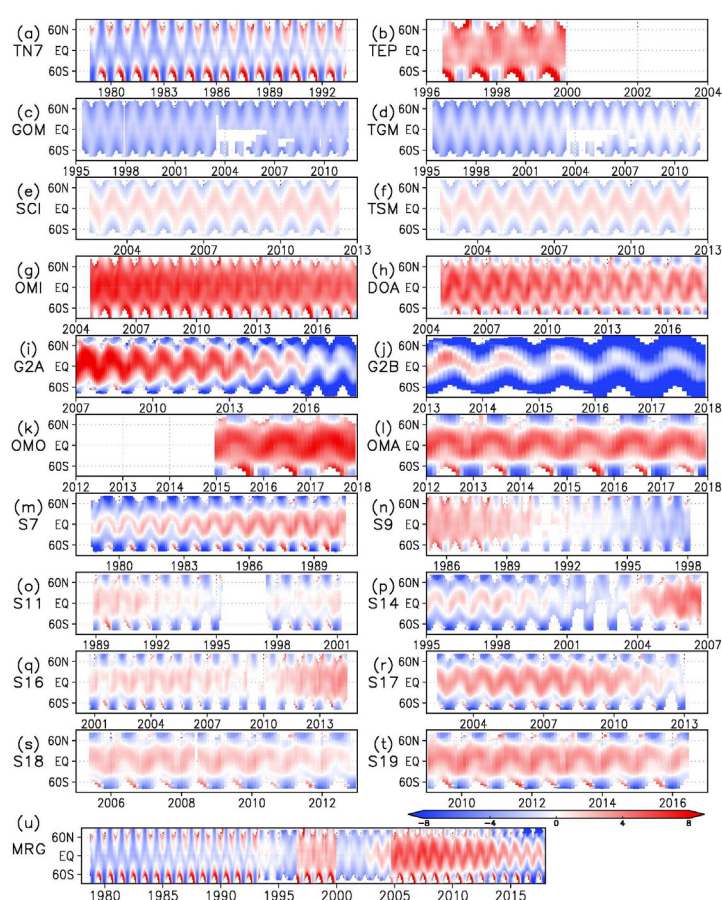 (a) 60N (b) 60N
TN7 EQ TEP EQ
60S 60S
1980 1983 1986 1989 1992 1996 1998 2000 2002 2004
(c) 60N (d) 60N
GOM EQ TGM EQ
60S 60S
1995 1998 2001 2004 2007 2010 1995 1998 2001 2004 2007 2010
(e) 60N (f) 60N
SCI EQ TSM EQ
60S 60S
2004 2007 2010 2013 2004 2007 2010 2013
(g) 60N (h) 60N
OMI EQ DOA EQ
60S 60S
2004 2007 2010 2013 2016 2004 2007 2010 2013 2016
(i) 60N (j) 60N
G2A EQ G2B EQ
60S 60S
2007 2010 2013 2016 2013 2014 2015 2016 2017 2018
(k) 60N (l) 60N
OMO EQ OMA EQ
60S 60S
2012 2013 2014 2015 2016 2017 2018 2012 2013 2014 2015 2016 2017 2018
(m) 60N (n) 60N
S7 EQ S9 EQ
60S 60S
1980 1983 1986 1989 1986 1989 1992 1995 1998
(o) 60N (p) 60N
S11 EQ S14 EQ
60S 60S
1989 1992 1995 1998 2001 1995 1998 2001 2004 2007
(q) 60N (r) 60N
S16 EQ S17 EQ
60S 60S
2001 2004 2007 2010 2013 2004 2007 2010 2013
(s) 60N (t) 60N
S18 EQ S19 EQ
60S 60S
2006 2008 2010 2012 2010 2012 2014 2016
-8 -4 0 4 8
(u) 60N
MRG EQ
60S
1980 1985 1990 1995 2000 2005 2010 2015